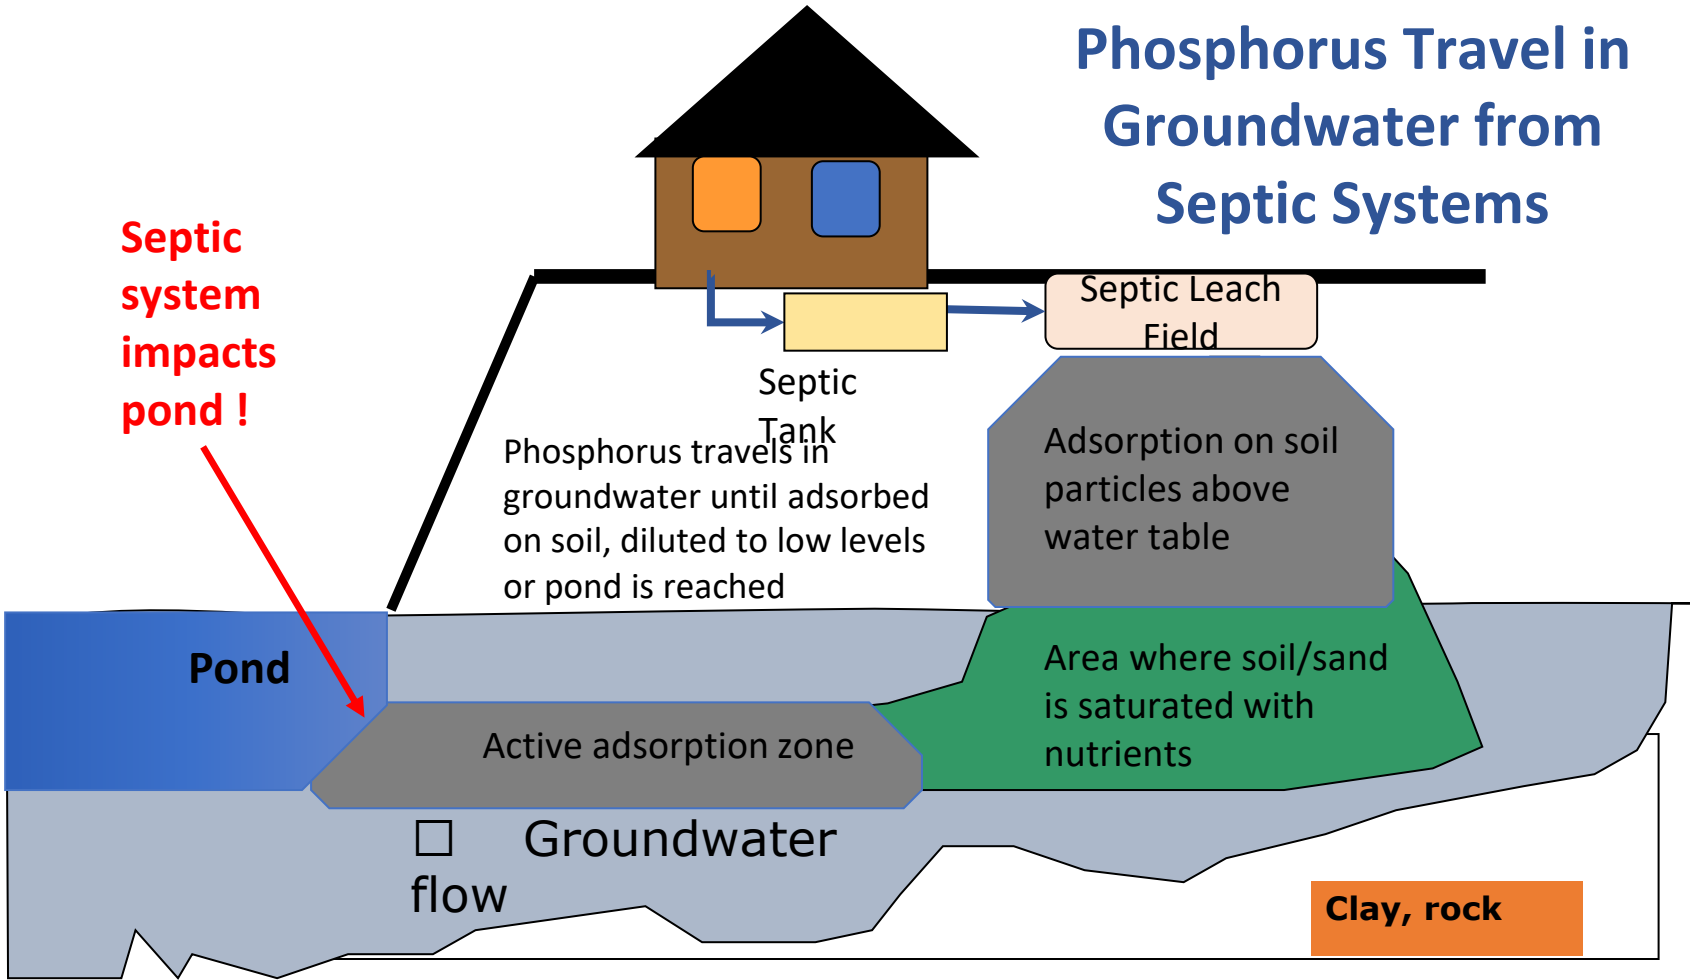 Phosphorus Travel in
Groundwater from
Septic Systems
Septic
system
impacts
pond !
Septic Leach
Field
Septic
Tank
Phosphorus travels in
groundwater until adsorbed
on soil, diluted to low levels
or pond is reached
Adsorption on soil
particles above
water table
Pond
Area where soil/sand
is saturated with
nutrients
Active adsorption zone
□ Groundwater
flow
Clay, rock